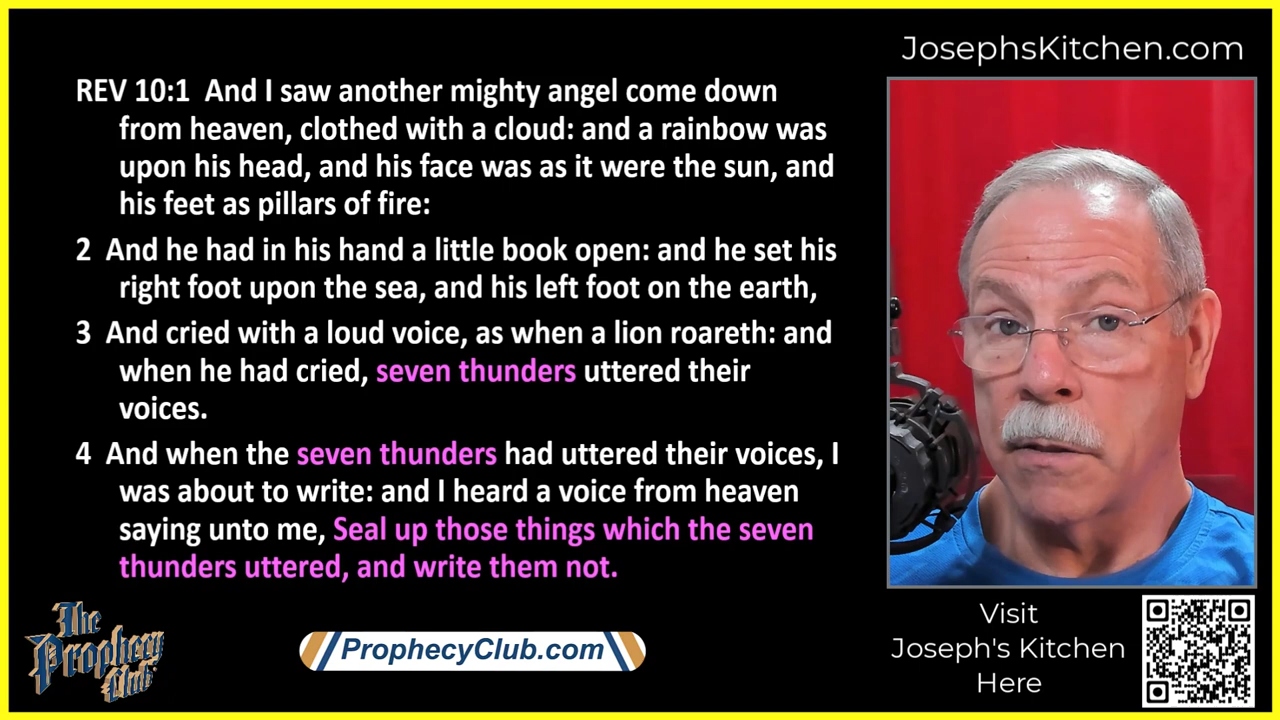 JosephsKitchen.com
REV 10:1 And I saw another mighty angel come down
from heaven, clothed with a cloud: and a rainbow was
upon his head, and his face was as it were the sun, and
his feet as pillars of fire:
2 And he had in his hand a little book open: and he set his
right foot upon the sea, and his left foot on the earth,
3 And cried with a loud voice, as when a lion roareth: and
when he had cried, seven thunders uttered their
voices.
4 And when the seven thunders had uttered their voices, I
was about to write: and I heard a voice from heaven
saying unto me, Seal up those things which the seven
thunders uttered, and write them not.
The
Prophecy
Club
ProphecyClub.com
Visit
Joseph's Kitchen
Here